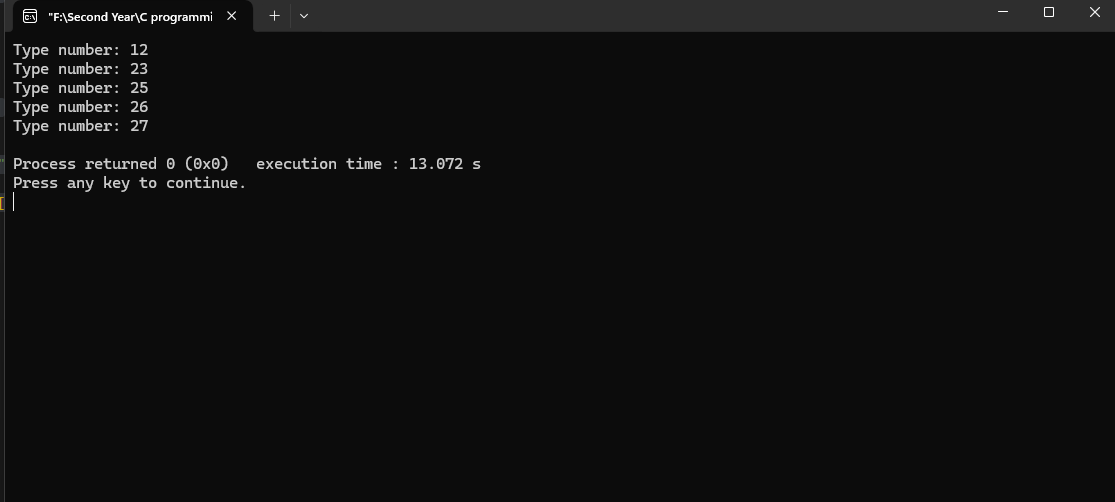 "F:\Second Year\C programmi
Type number: 12
Type number: 23
Type number: 25
Type number: 26
Type number: 27
Process returned 0 (0x0)   execution time : 13.072 s
Press any key to continue.